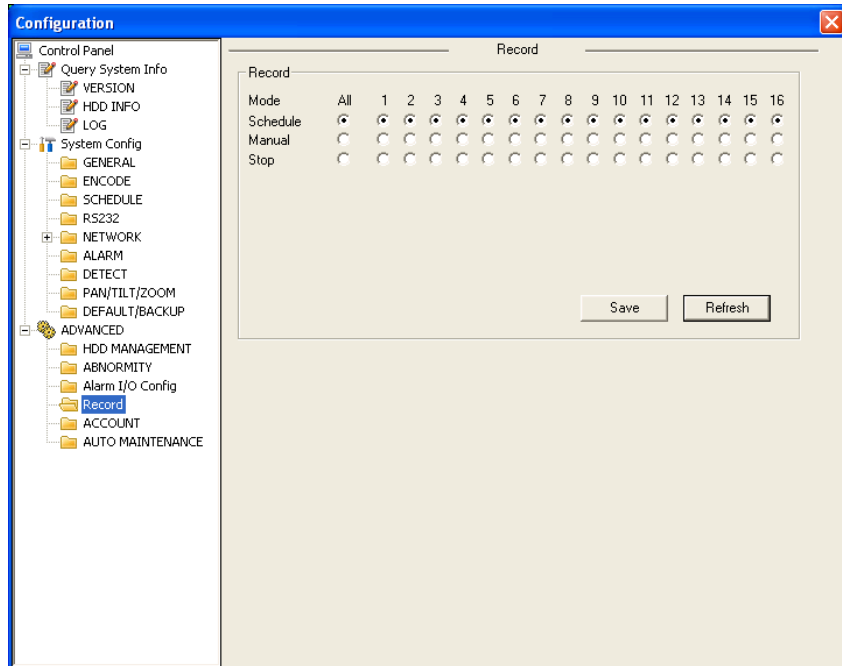 Configuration
Control Panel
Query System Info
VERSION
HDD INFO
LOG
System Config
GENERAL
ENCODE
SCHEDULE
RS232
NETWORK
ALARM
DETECT
PAN/TILT/ZOOM
DEFAULT/BACKUP
ADVANCED
HDD MANAGEMENT
ABNORMITY
Alarm I/O Config
Record
ACCOUNT
AUTO MAINTENANCE
Record
Record
Mode All 1 2 3 4 5 6 7 8 9 10 11 12 13 14 15 16
Schedule
Manual
Stop
Save Refresh